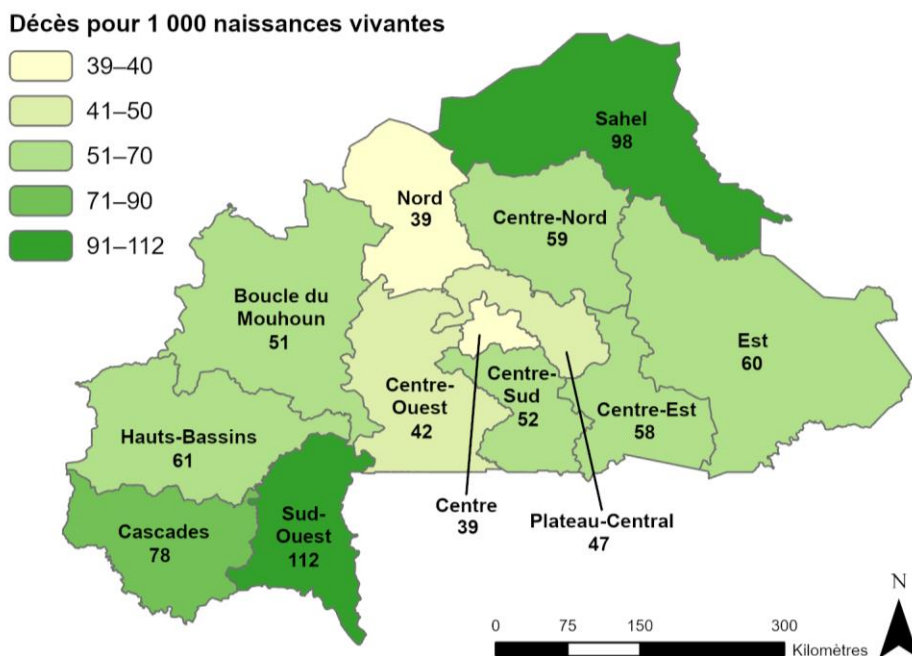 Décès pour 1 000 naissances vivantes
39–40
41–50
51–70
71–90
91–112
Sahel
98
Nord
39
Centre-Nord
59
Boucle du
Mouhoun
51
Est
60
Centre-
Ouest
42
Centre-
Sud
52
Centre-Est
58
Hauts-Bassins
61
Centre
39
Plateau-Central
47
Cascades
78
Sud-
Ouest
112
N
0 75 150 300
Kilomètres